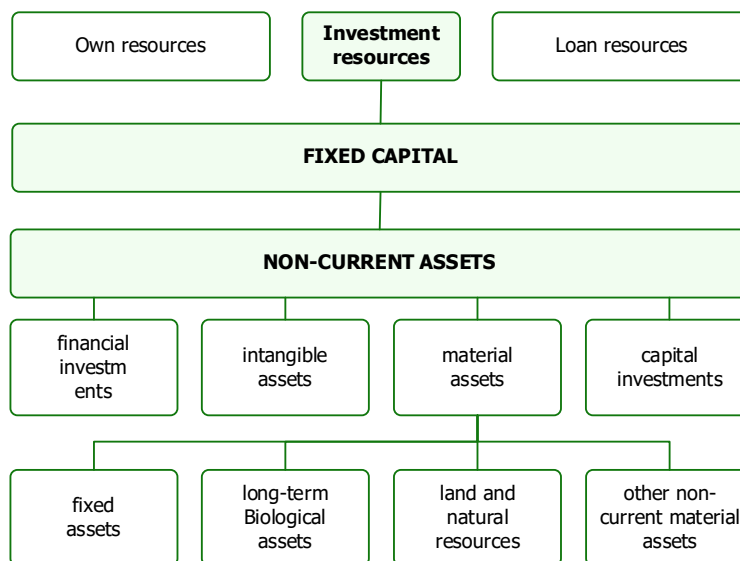 Own resources
Investment
resources
Loan resources
FIXED CAPITAL
NON-CURRENT ASSETS
financial
investm
ents
intangible
assets
material
assets
capital
investments
fixed
assets
long-term
Biological
assets
land and
natural
resources
other non-
current material
assets